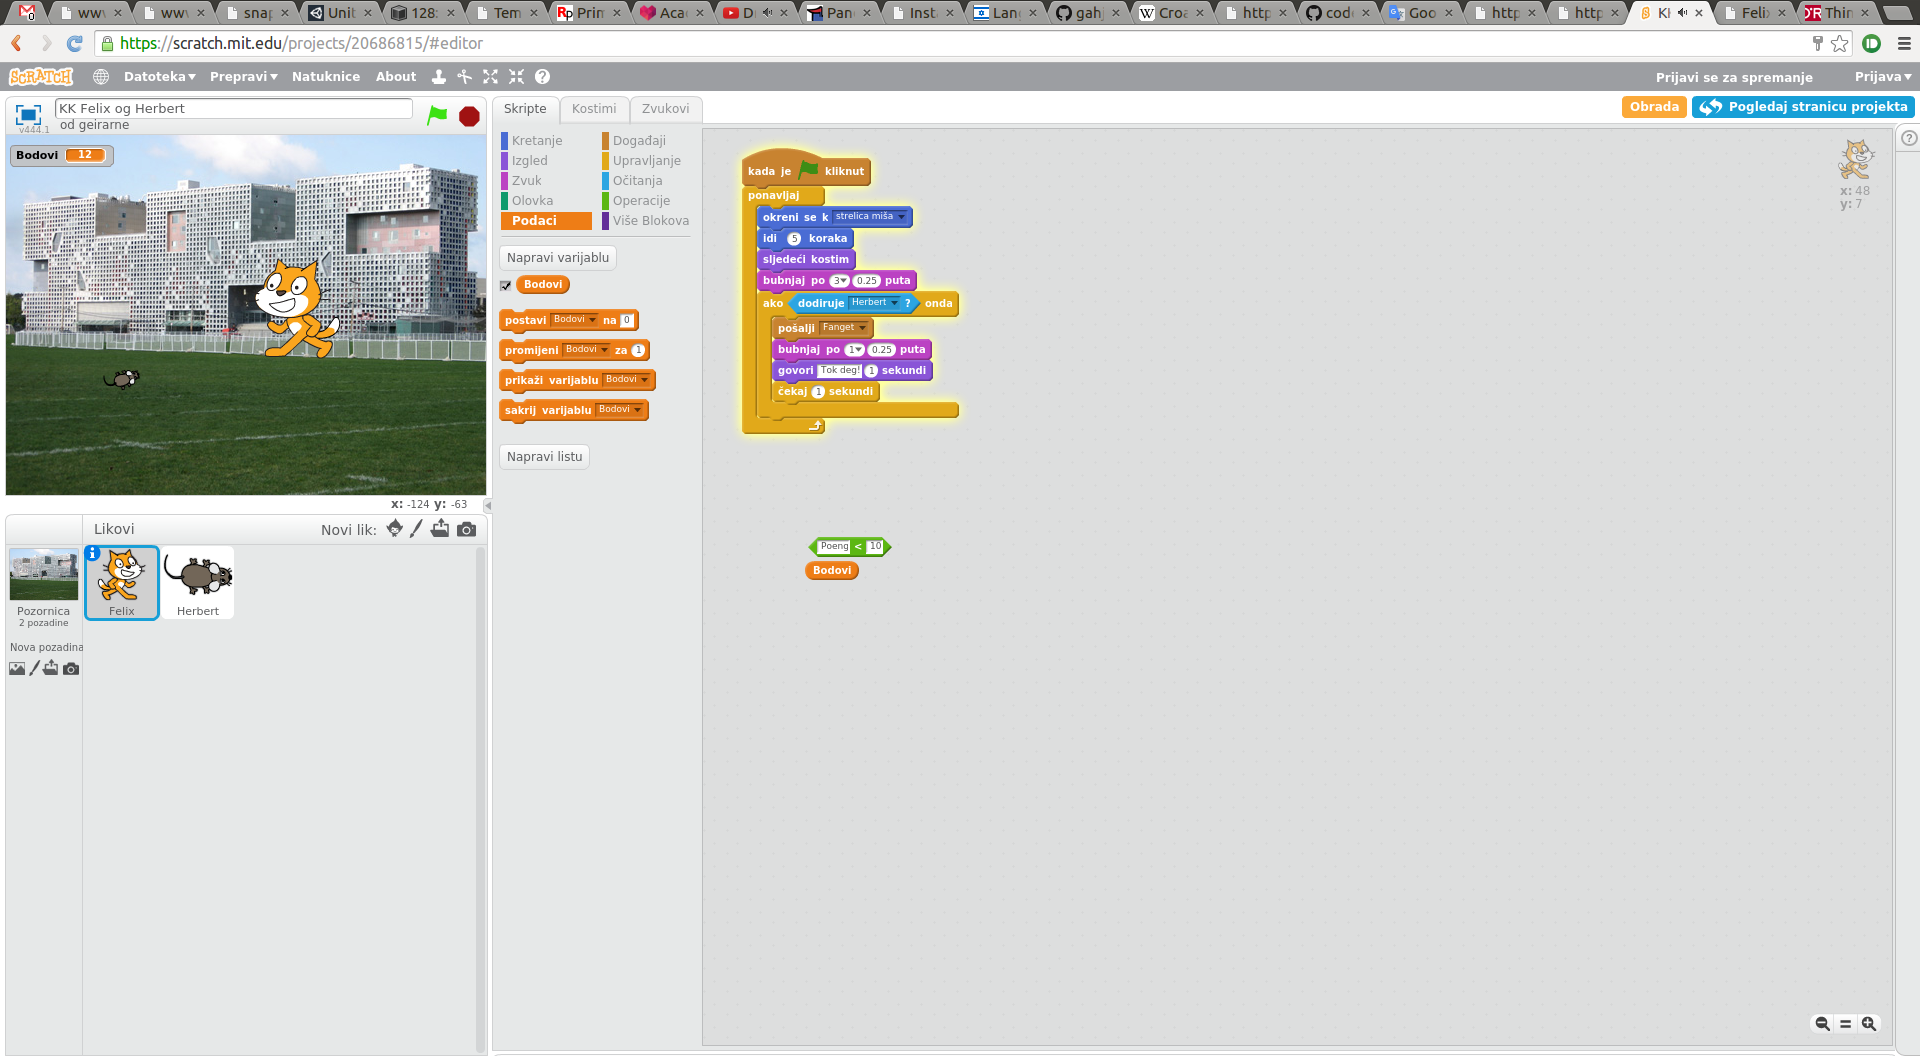 0
www
www
snap
Unit
128:
Tem
Prin
Aca
D
Pan
Inst
Lan
gahj
Croa
http
code
Goo
http
http
KI
Felix
Thin
https://scratch.mit.edu/projects/20686815/#editor
SCRATCH
Datoteka
Prepravi
Natuknice
About
Prijavi se za spremanje
Prijava
v444.1
KK Felix og Herbert
od geirarne
Skripte
Kostimi
Zvukovi
Obrada
Pogledaj stranicu projekta
Bodovi 12
Kretanje
Izgled
Zvuk
Olovka
Podaci
Događaji
Upravljanje
Očitanja
Operacije
Više Blokova
Napravi varijablu
Bodovi
postavi Bodovi na 0
promijeni Bodovi za 1
prikaži varijablu Bodovi
sakrij varijablu Bodovi
Napravi listu
kada je kliknut
ponavljaj
okreni se k strelica miša
idi 5 koraka
sljedeći kostim
bubnjaj po 3 0.25 puta
ako dodiruje Herbert ? onda
pošalji Fanget
bubnjaj po 1 0.25 puta
govori Tok deg! 1 sekundi
čekaj 1 sekundi
Poeng < 10
Bodovi
x: 48
y: 7
x: -124 y: -63
Likovi
Novi lik:
Pozornica
2 pozadine
Nova pozadina
Felix
Herbert